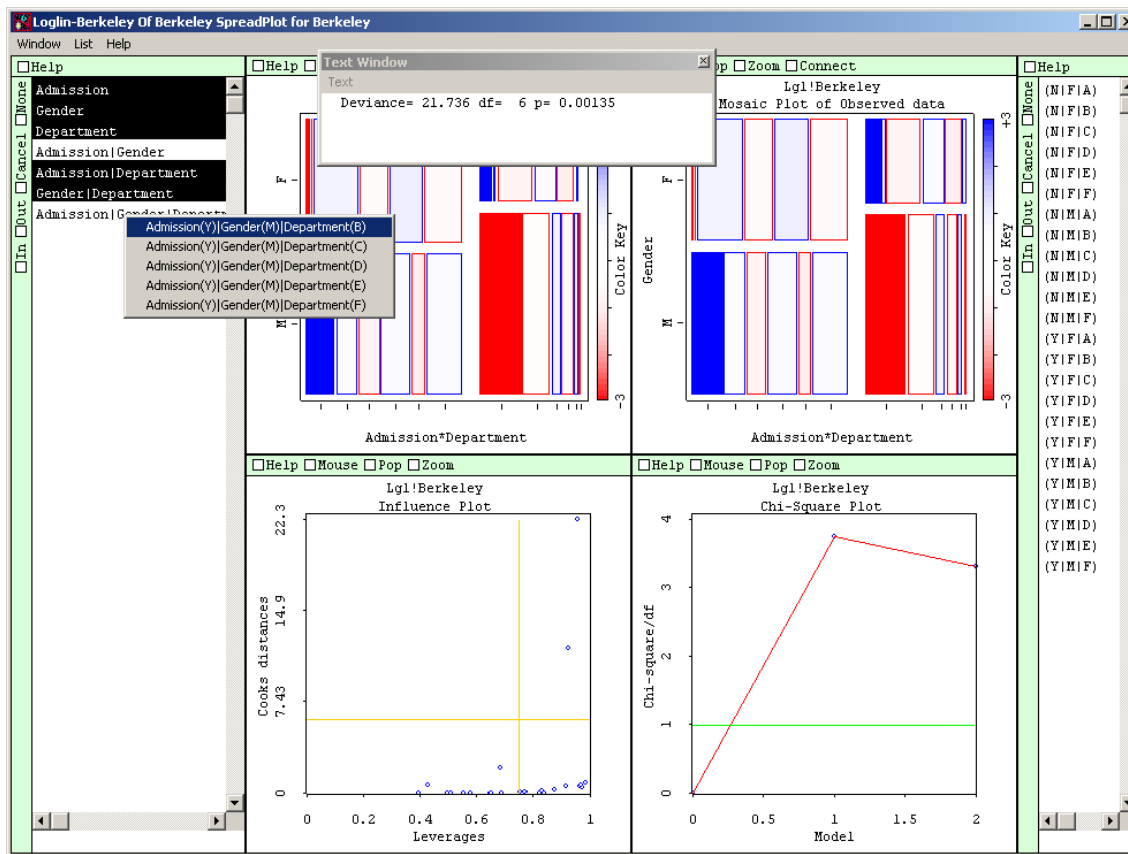 Loglin-Berkeley Of Berkeley SpreadPlot for Berkeley
Window List Help
Help
None
Cancel
Out
In
Admission
Gender
Department
Admission|Gender
Admission|Department
Gender|Department
Admission|Gender|Departm
Admission(Y)|Gender(M)|Department(B)
Admission(Y)|Gender(M)|Department(C)
Admission(Y)|Gender(M)|Department(D)
Admission(Y)|Gender(M)|Department(E)
Admission(Y)|Gender(M)|Department(F)
Help
Text Window
Text
Deviance= 21.736 df= 6 p= 0.00135
F
M
Color Key
-3
Admission*Department
op Zoom Connect
Lgl!Berkeley
Mosaic Plot of Observed data
F
Gender
M
+3
Color Key
-3
Admission*Department
Help Mouse Pop Zoom
Lgl!Berkeley
Influence Plot
22.3
14.9
7.43
0
Cooks distances
0 0.2 0.4 0.6 0.8 1
Leverages
Help Mouse Pop Zoom
Lgl!Berkeley
Chi-Square Plot
4
3
2
1
0
Chi-square/df
0 0.5 1 1.5 2
Model
Help
None
Cancel
Out
In
(N|F|A)
(N|F|B)
(N|F|C)
(N|F|D)
(N|F|E)
(N|F|F)
(N|M|A)
(N|M|B)
(N|M|C)
(N|M|D)
(N|M|E)
(N|M|F)
(Y|F|A)
(Y|F|B)
(Y|F|C)
(Y|F|D)
(Y|F|E)
(Y|F|F)
(Y|M|A)
(Y|M|B)
(Y|M|C)
(Y|M|D)
(Y|M|E)
(Y|M|F)